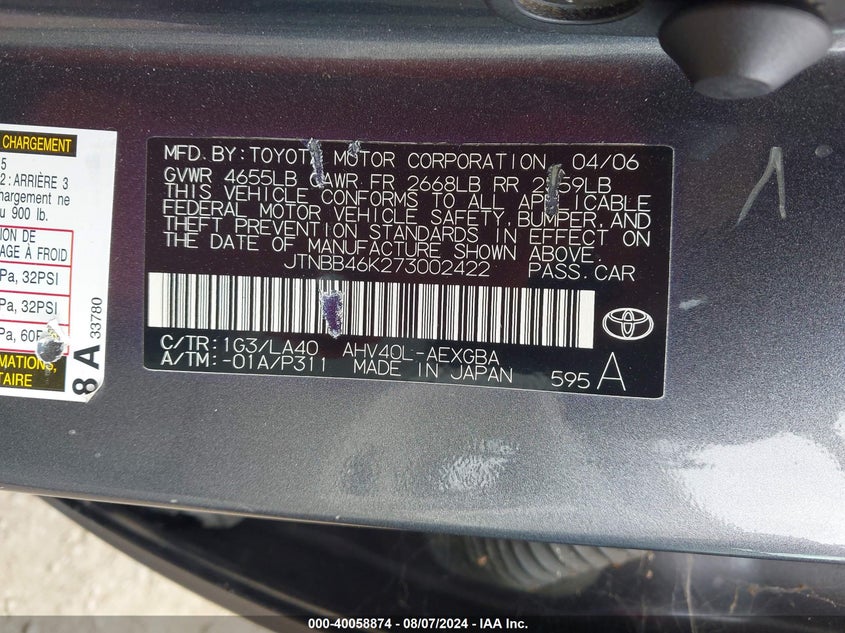 CHARGEMENT
5
2 : ARRIÈRE 3
hargement ne
u 900 lb.
ION DE
AGE À FROID
Pa, 32PSI
Pa, 32PSI
Pa, 60P
MATIONS,
TAIRE
8 A 33780
MFD. BY: TOYOTA MOTOR CORPORATION 04/06
GVWR 4655LB GAWR FR 2668LB RR
THIS VEHICLE CONFORMS TO ALL APPLICABLE
FEDERAL MOTOR VEHICLE SAFETY, BUMPER, AND
THEFT PREVENTION STANDARDS IN EFFECT ON
THE DATE OF MANUFACTURE SHOWN ABOVE.
JTNBB46K273002422 PASS. CAR
C/TR: 1G3/LA40 AHV40L-AEXGBA
A/TM: -01A/P311 MADE IN JAPAN 595 A
1
000-40058874 - 08/07/2024 - IAA Inc.